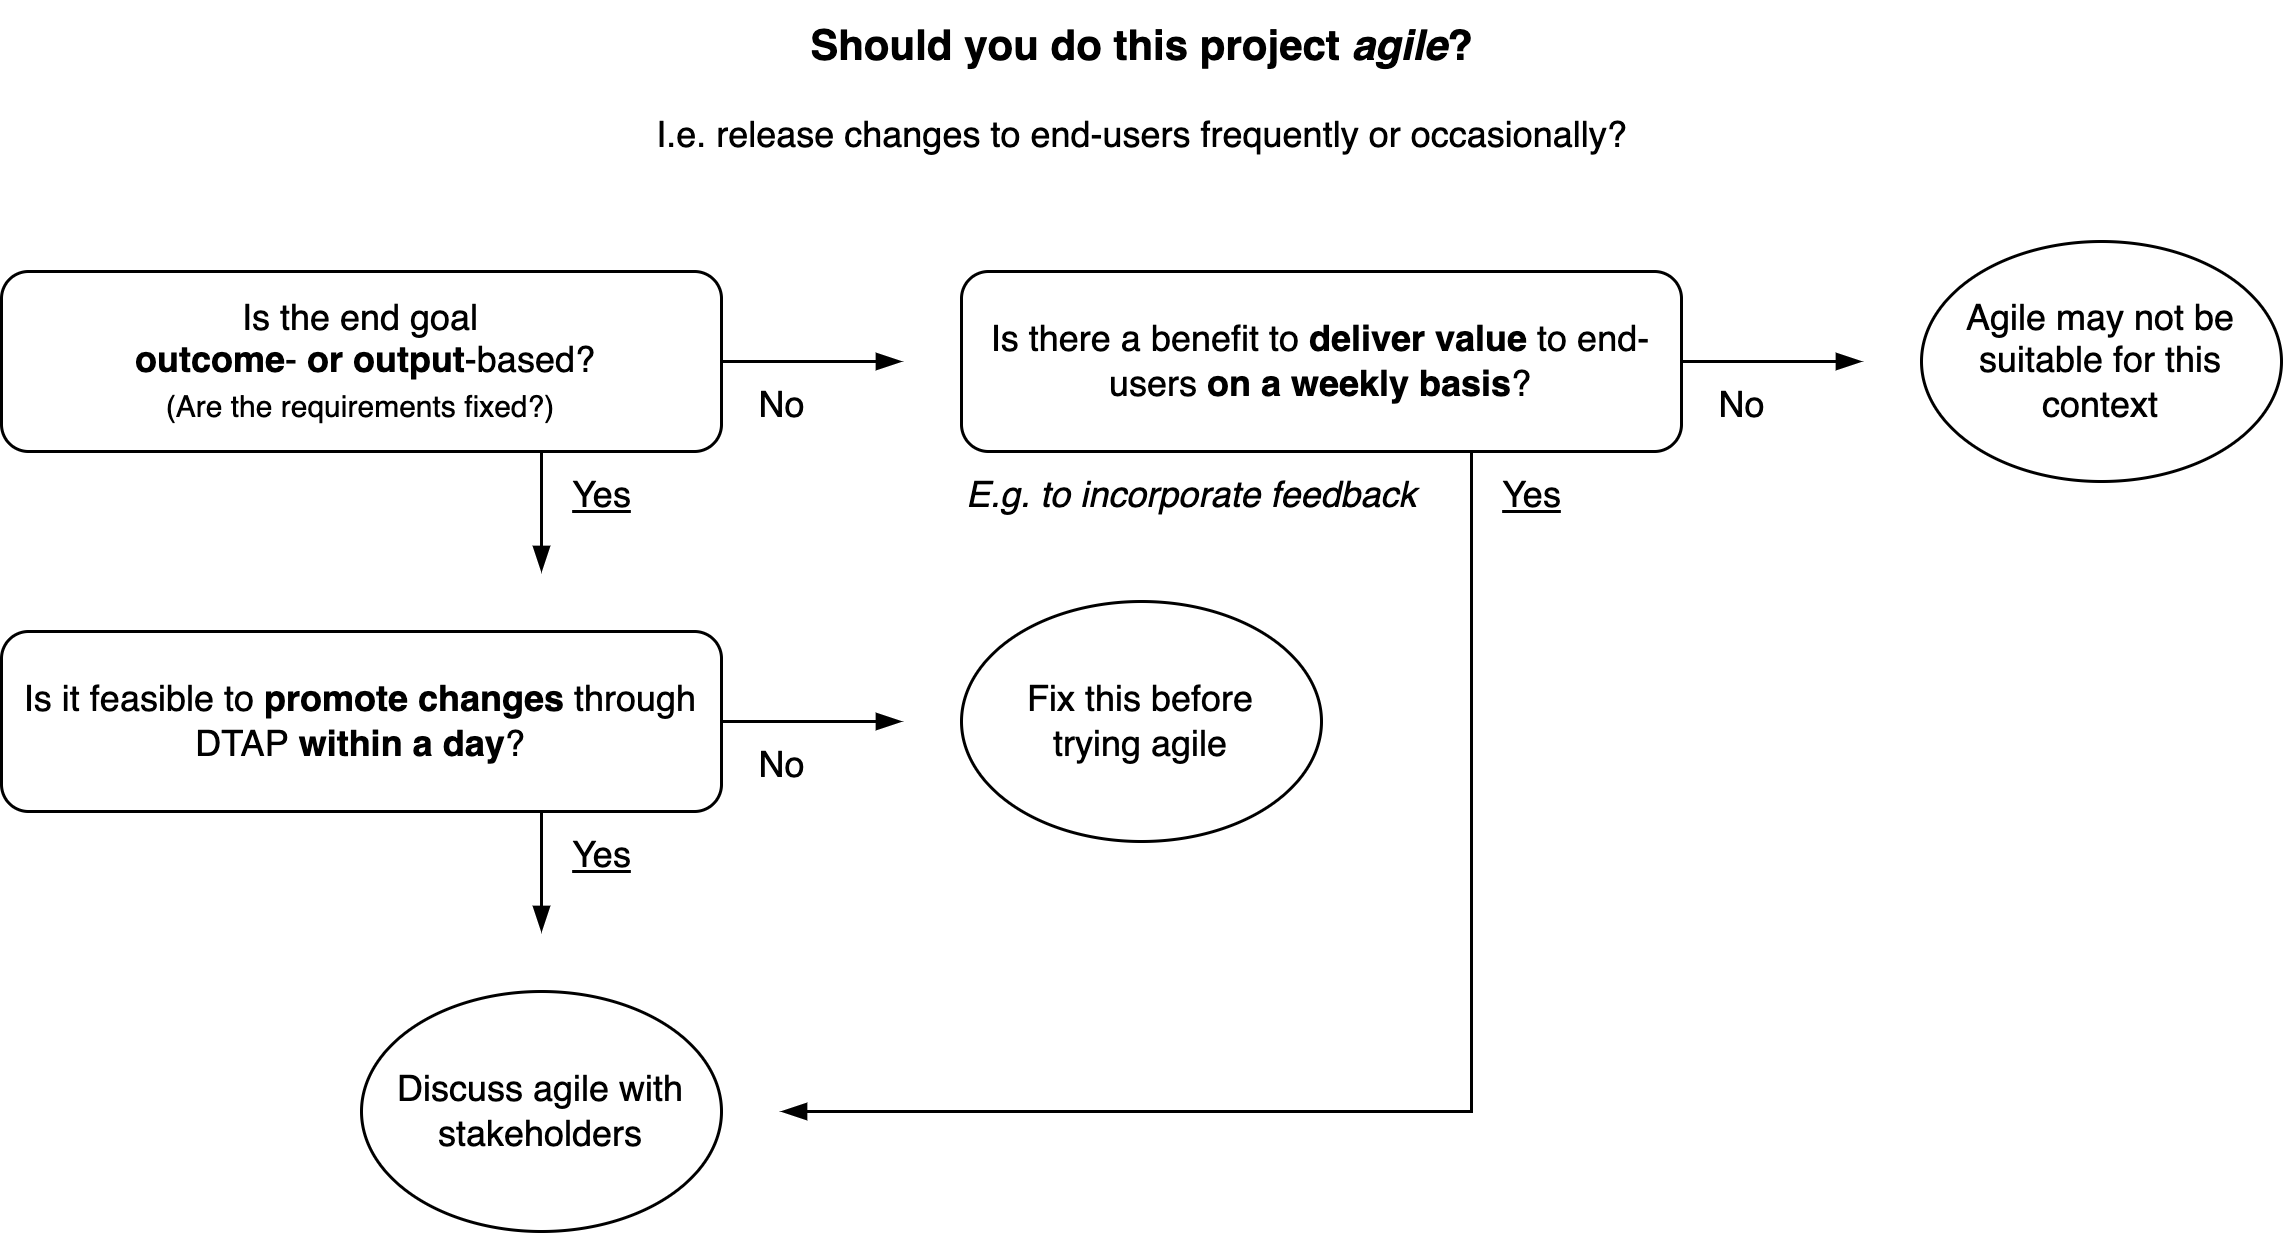 Should you do this project agile?
I.e. release changes to end-users frequently or occasionally?
Is the end goal
outcome- or output-based?
(Are the requirements fixed?)
No
Is there a benefit to deliver value to end-
users on a weekly basis?
No
Agile may not be
suitable for this
context
Yes
E.g. to incorporate feedback
Yes
Is it feasible to promote changes through
DTAP within a day?
No
Fix this before
trying agile
Yes
Discuss agile with
stakeholders